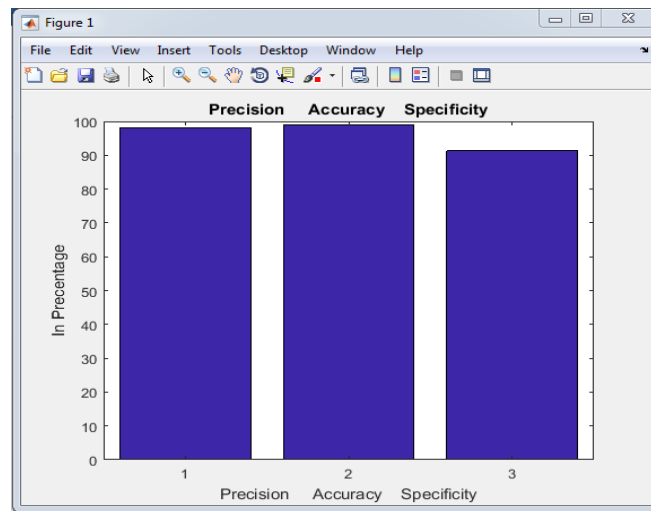 Figure 1
File Edit View Insert Tools Desktop Window Help
Precision Accuracy Specificity
100
90
80
70
60
50
40
30
20
10
0
In Precentage
1 2 3
Precision Accuracy Specificity